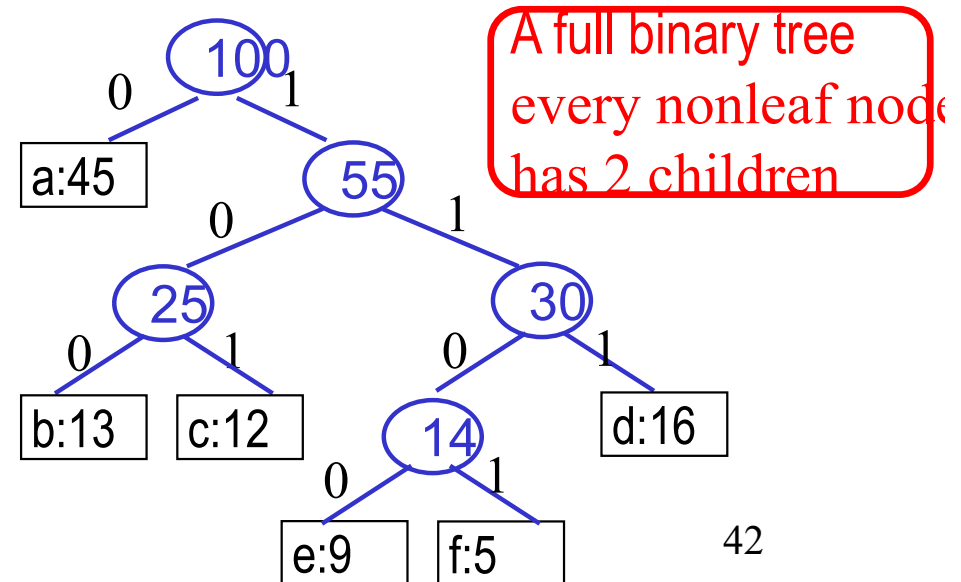 100
A full binary tree
every nonleaf node
has 2 children
0
1
a:45
55
0
1
25
30
0
1
0
1
b:13
c:12
14
d:16
0
1
e:9
f:5
42